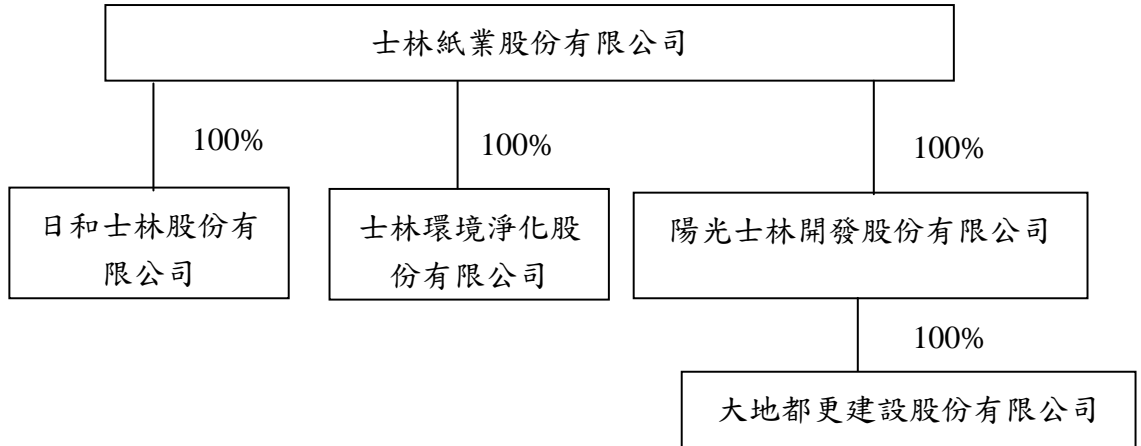 士林紙業股份有限公司
100%
100%
100%
日和士林股份有
限公司
士林環境淨化股
份有限公司
陽光士林開發股份有限公司
100%
大地都更建設股份有限公司